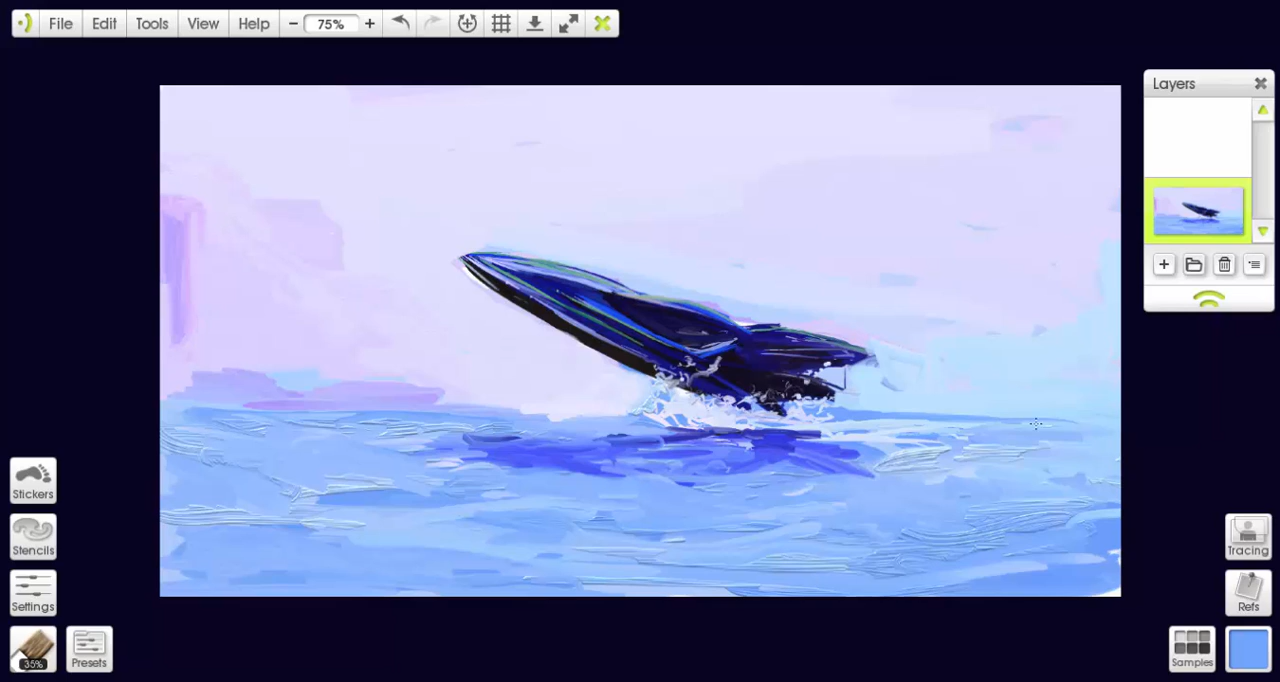 File Edit Tools View Help − 75% +
Layers
Stickers
Stencils
Settings
35%
Presets
Tracing
Refs
Samples